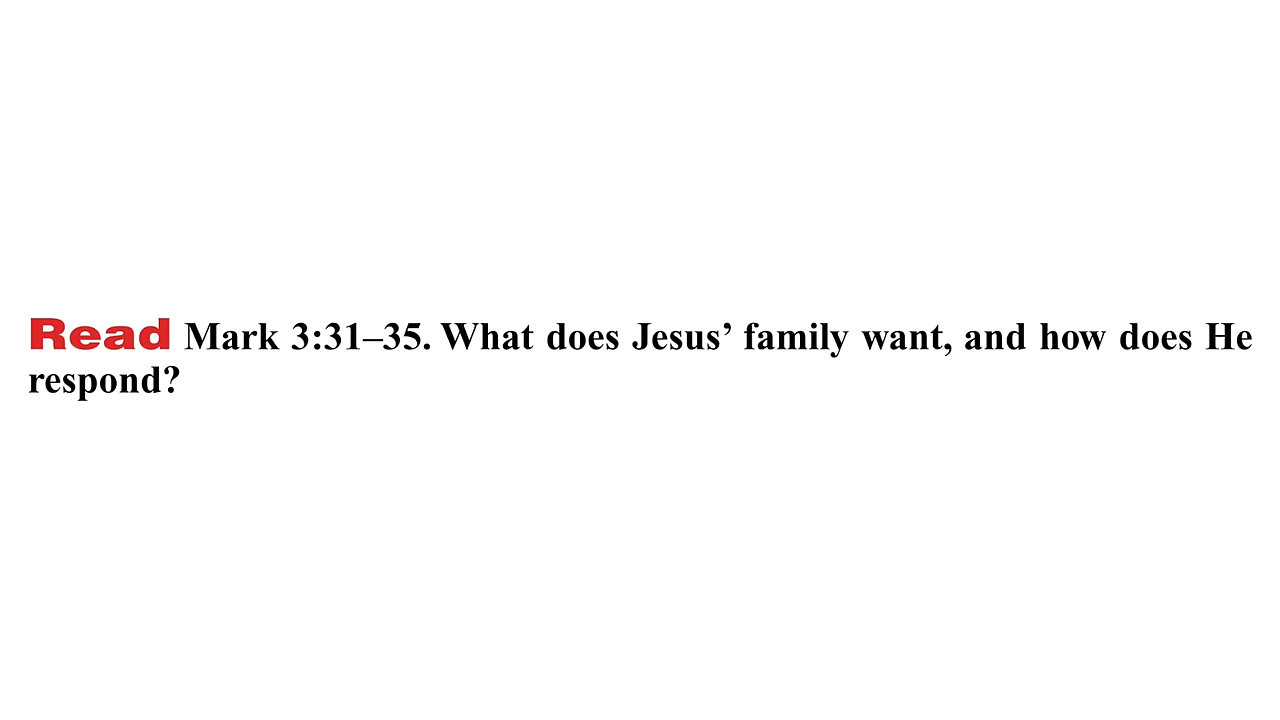 Read Mark 3:31–35. What does Jesus’ family want, and how does He
respond?